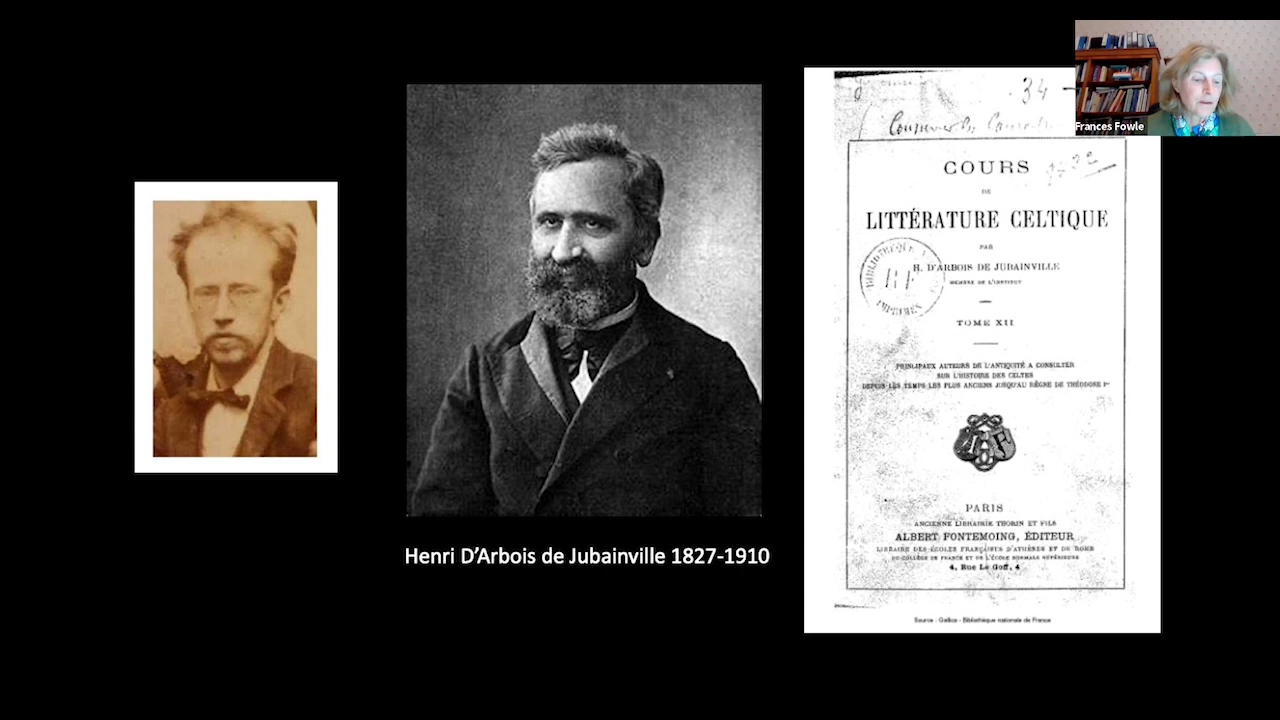 Frances Fowle
Henri D'Arbois de Jubainville 1827-1910
34
COURS
DE
LITTÉRATURE CELTIQUE
PAR
H. D'ARBOIS DE JUBAINVILLE
MEMBRE DE L'INSTITUT
TOME XII
PRINCIPAUX AUTEURS DE L'ANTIQUITÉ A CONSULTER
SUR L'HISTOIRE DES CELTES
DEPUIS LES TEMPS LES PLUS ANCIENS JUSQU'AU RÈGNE DE THÉODOSE Iᵉʳ
PARIS
ANCIENNE LIBRAIRIE THORIN ET FILS
ALBERT FONTEMOING, ÉDITEUR
LIBRAIRE DES ÉCOLES FRANÇAISES D'ATHÈNES ET DE ROME
DU COLLÈGE DE FRANCE ET DE L'ÉCOLE NORMALE SUPÉRIEURE
4, Rue Le Goff, 4
Source : Gallica - Bibliothèque nationale de France